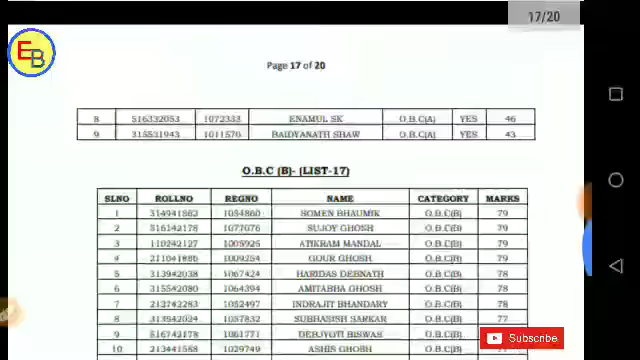 17/20
EB
Page 17 of 20
8 516332053 1072333 ENAMUL SK O.B.C(A) YES 46
9 315531943 1011570 BAIDYANATH SHAW O.B.C(A) YES 43
O.B.C (B)- (LIST-17)
SLNO ROLLNO REGNO NAME CATEGORY MARKS
1 314941862 1054860 SOMEN BHAUMIK O.B.C(B) 79
2 516142178 1077076 SUJOY GHOSH O.B.C(B) 79
3 110242127 1005925 ATIKRAM MANDAL O.B.C(B) 79
4 211041886 1009254 GOUR GHOSH O.B.C(B) 79
5 313942038 1067424 HARIDAS DEBNATH O.B.C(B) 78
6 315542080 1064394 AMITABHA GHOSH O.B.C(B) 78
7 212742283 1052497 INDRAJIT BHANDARY O.B.C(B) 78
8 313942024 1057832 SUBHASISH SARKAR O.B.C(B) 77
9 516742178 1061771 DEBJYOTI BISWAS O.B.C(B)
10 213441568 1029749 ASHIS GHOSH O.B.C(B)
Subscribe